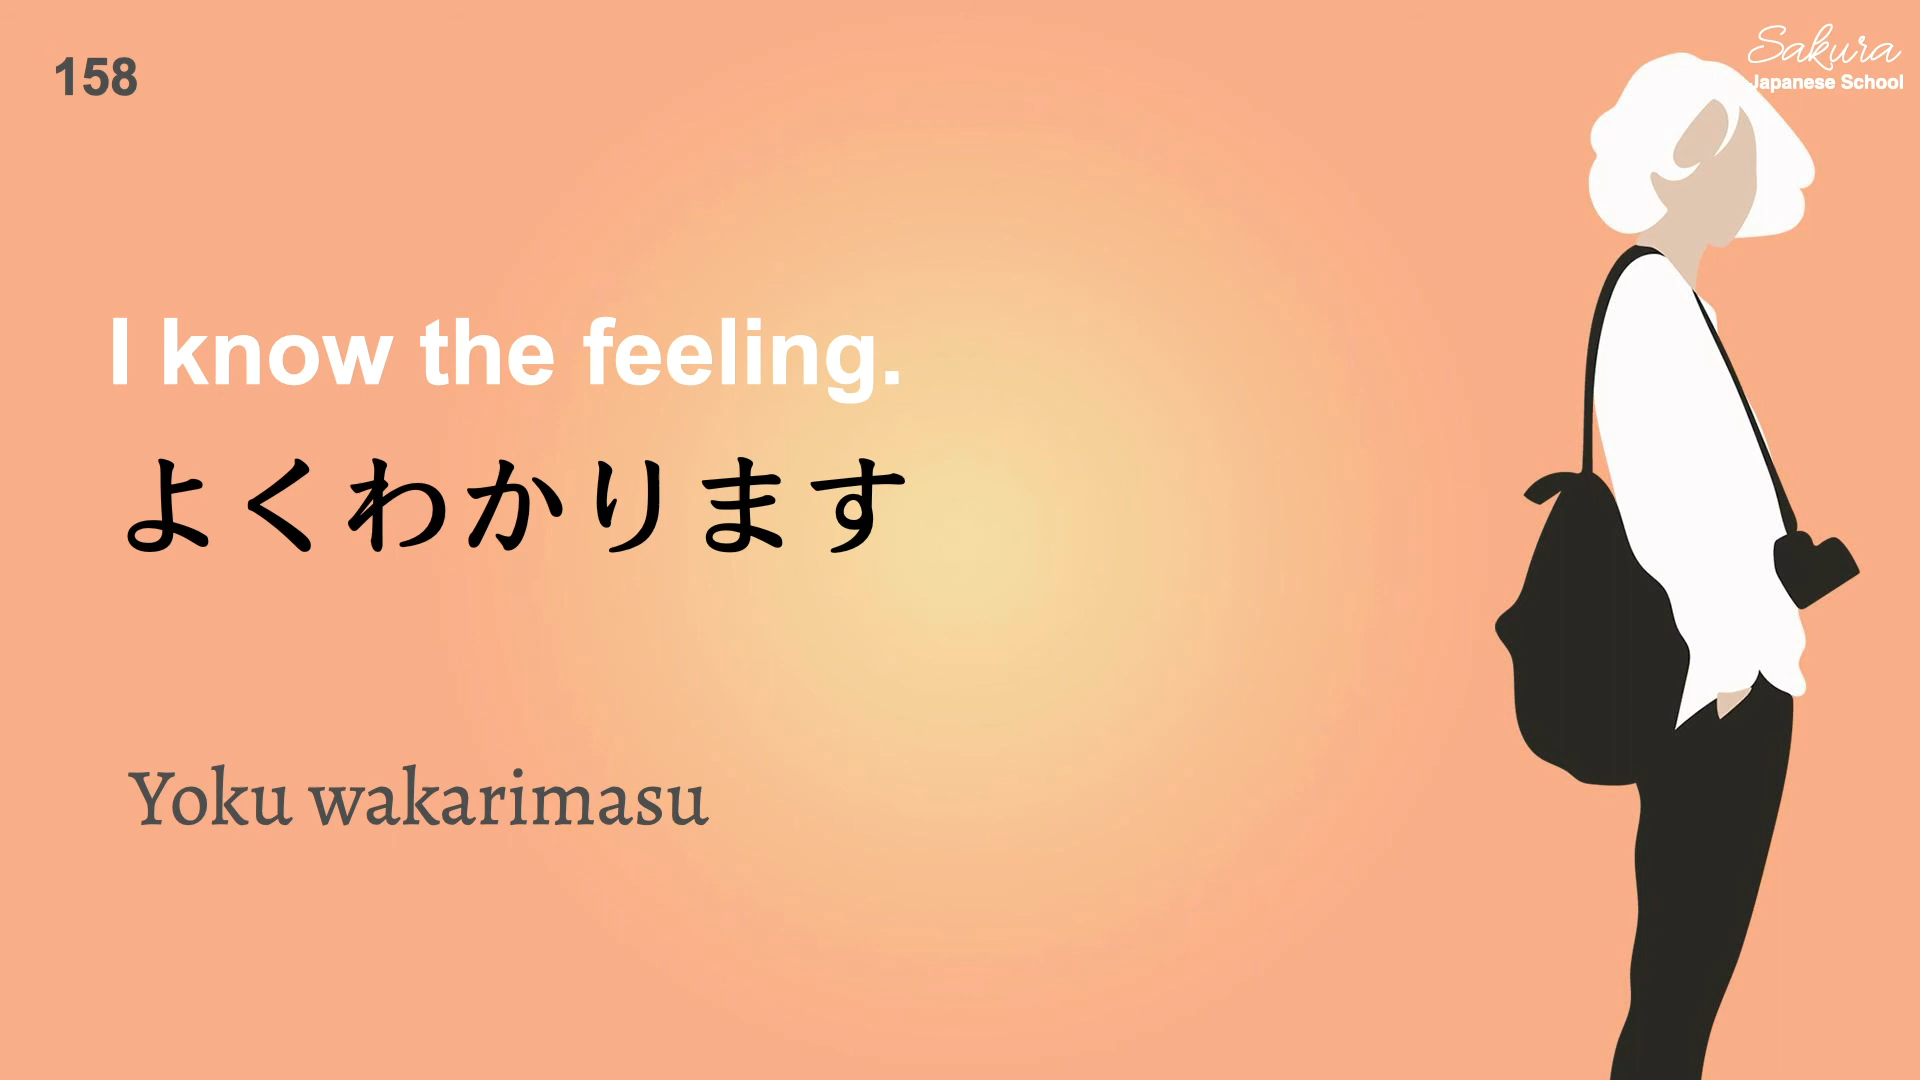 158
Sakura
Japanese School
I know the feeling.
よくわかります
Yoku wakarimasu